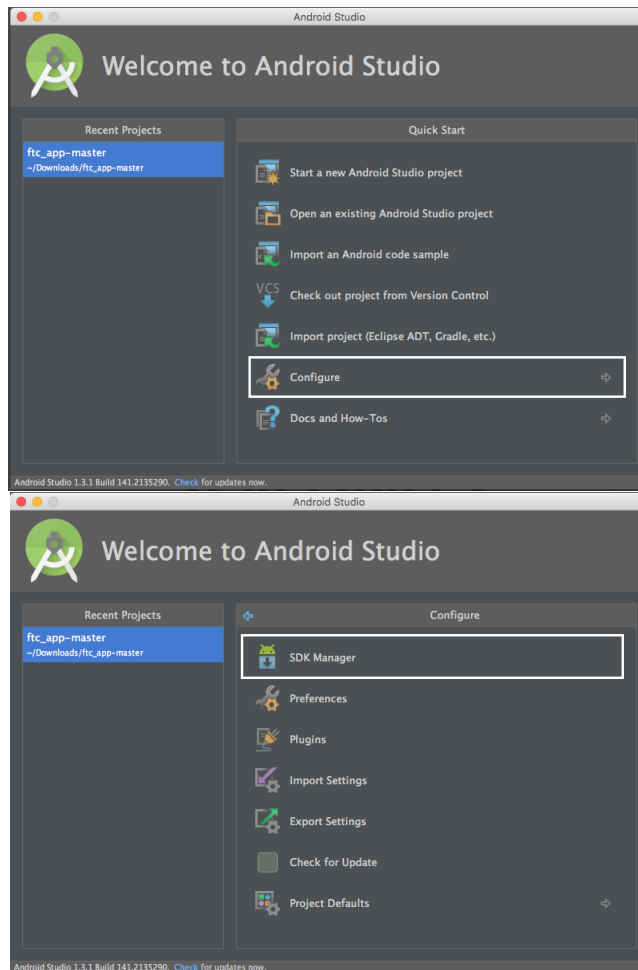 Android Studio
Welcome to Android Studio
Recent Projects
ftc_app-master
~/Downloads/ftc_app-master
Quick Start
Start a new Android Studio project
Open an existing Android Studio project
Import an Android code sample
VCS
Check out project from Version Control
Import project (Eclipse ADT, Gradle, etc.)
Configure
Docs and How-Tos
Android Studio 1.3.1 Build 141.2135290. Check for updates now.
Android Studio
Welcome to Android Studio
Recent Projects
ftc_app-master
~/Downloads/ftc_app-master
Configure
SDK Manager
Preferences
Plugins
Import Settings
Export Settings
Check for Update
Project Defaults
Android Studio 1.3.1 Build 141.2135290. Check for updates now.